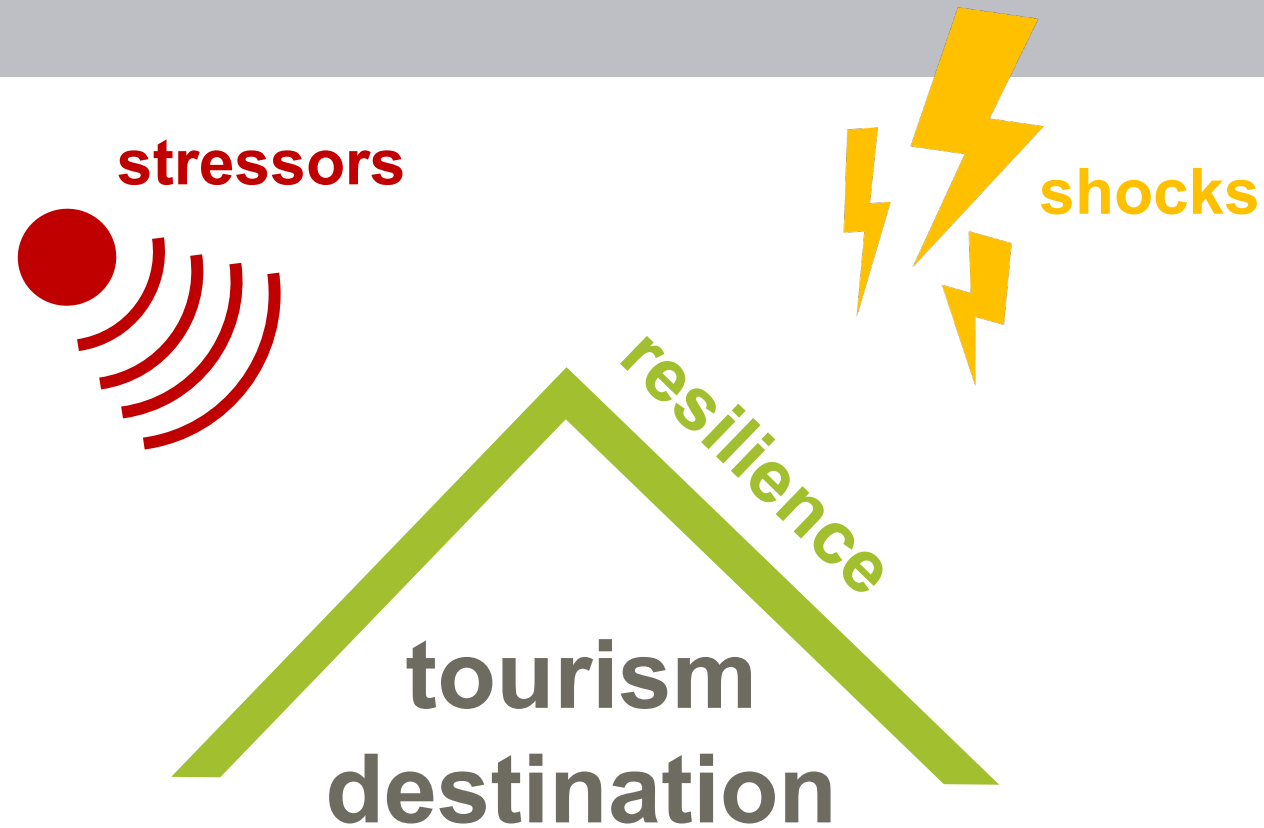 stressors
shocks
resilience
tourism
destination